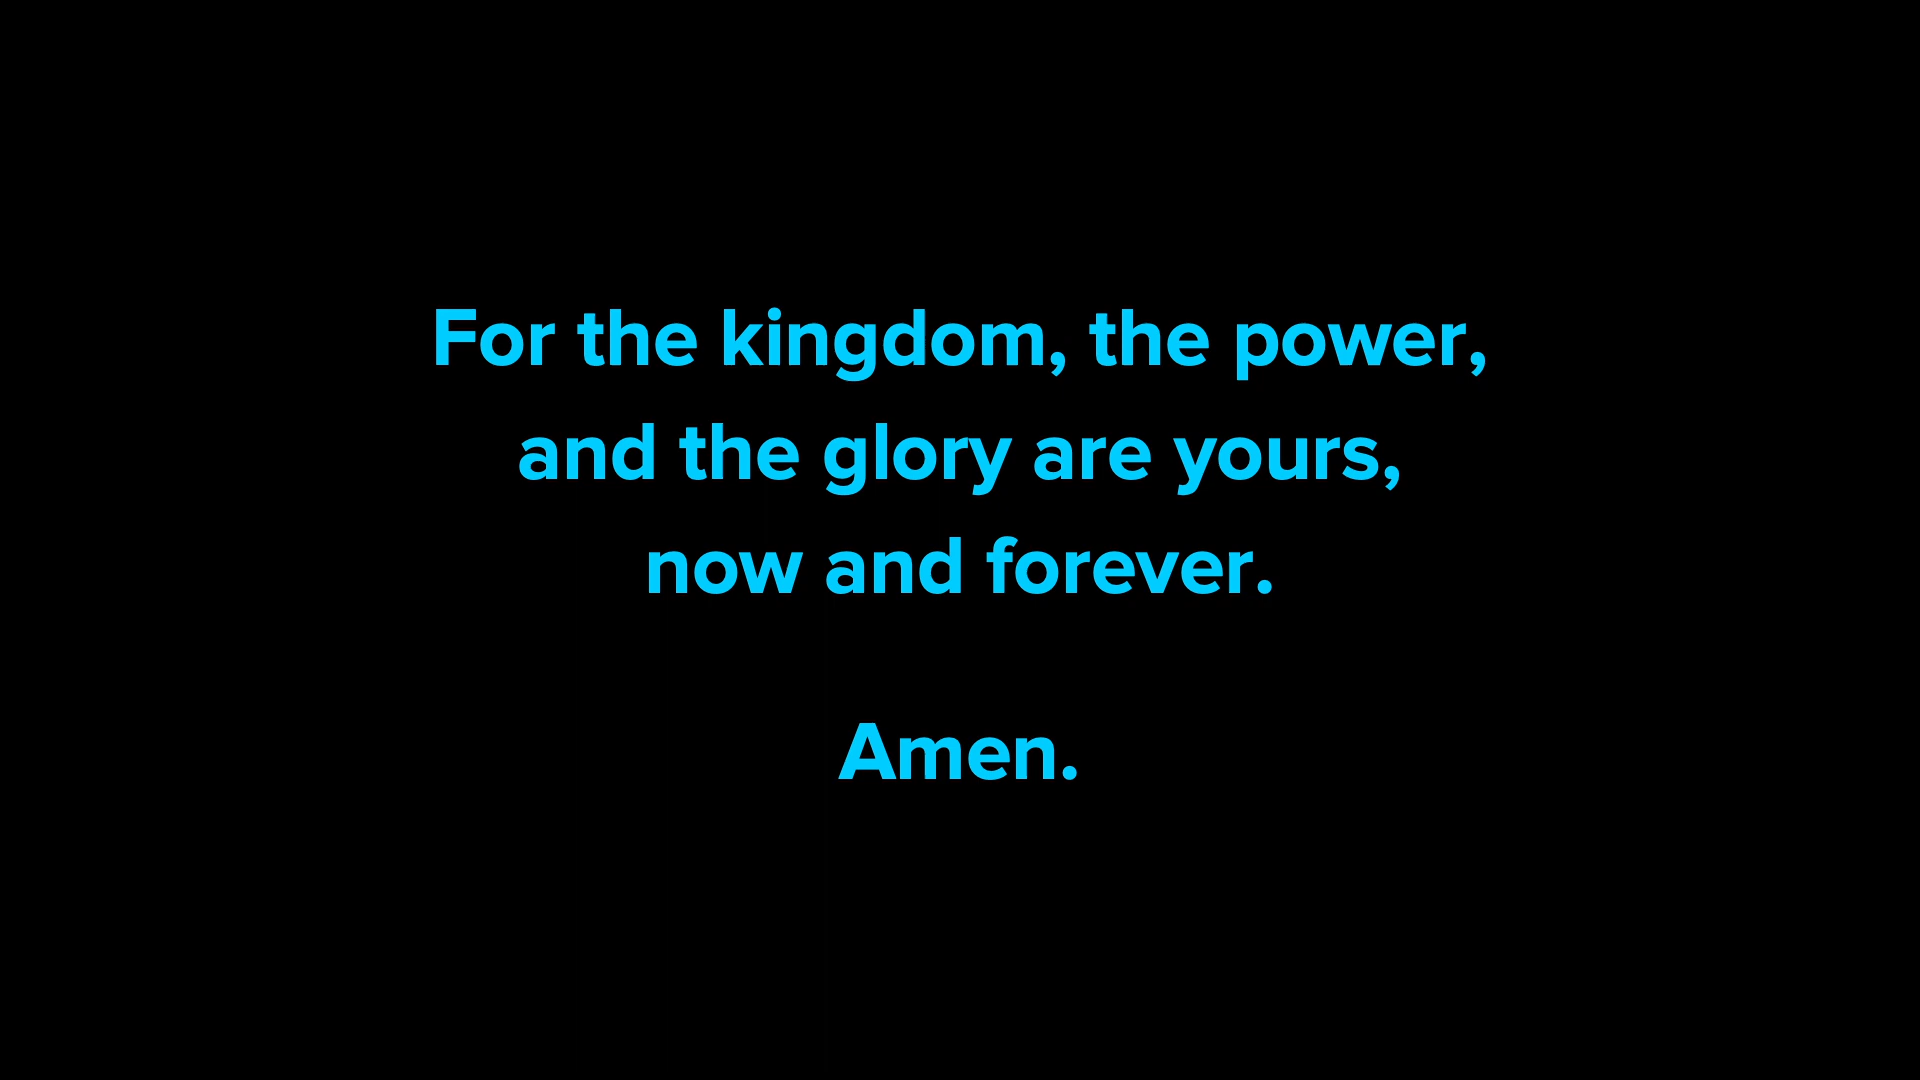 For the kingdom, the power,
and the glory are yours,
now and forever.
Amen.